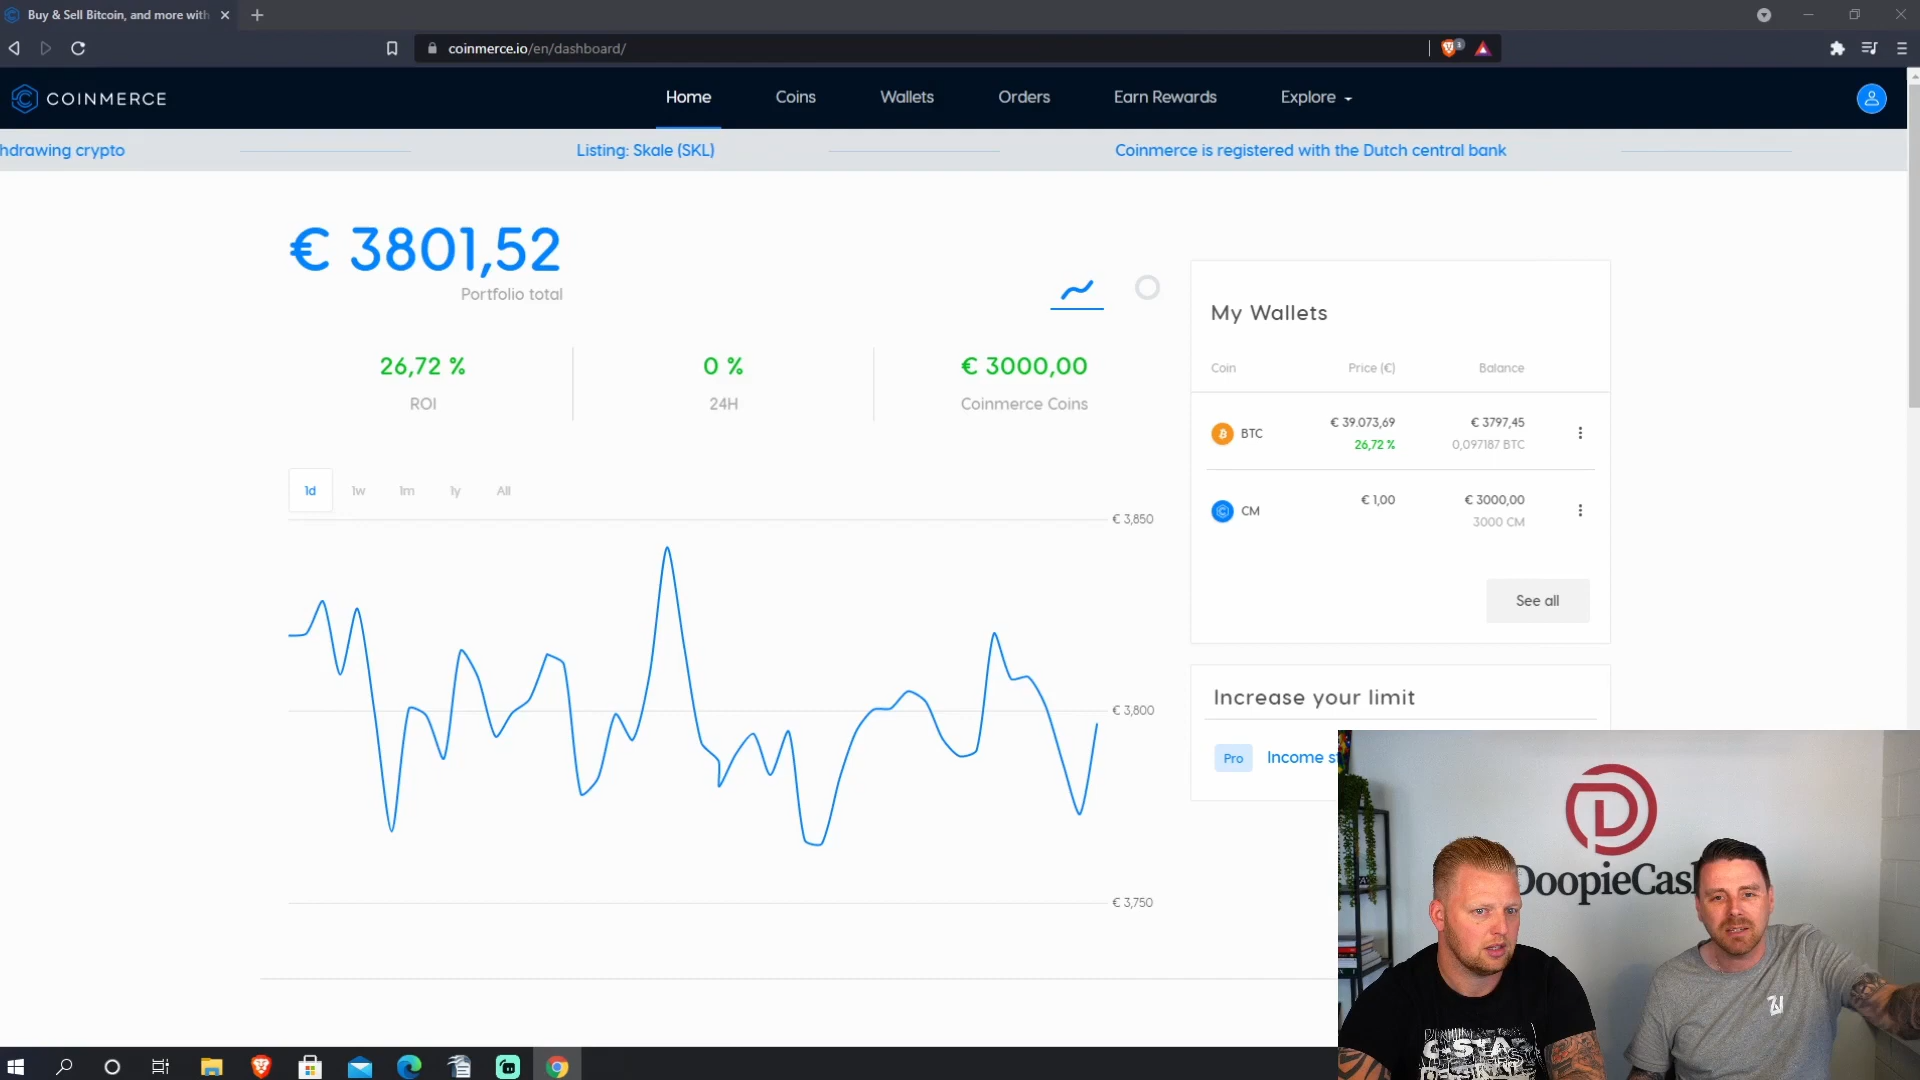 Buy & Sell Bitcoin, and more with
coinmerce.io/en/dashboard/
3
COINMERCE
Home
Coins
Wallets
Orders
Earn Rewards
Explore
hdrawing crypto
Listing: Skale (SKL)
Coinmerce is registered with the Dutch central bank
€ 3801,52
Portfolio total
26,72 %
ROI
0 %
24H
€ 3000,00
Coinmerce Coins
1d
1w
1m
1y
All
€ 3,850
€ 3,800
€ 3,750
My Wallets
Coin
Price (€)
Balance
BTC
€ 39.073,69
26,72 %
€ 3797,45
0,097187 BTC
CM
€ 1,00
€ 3000,00
3000 CM
See all
Increase your limit
Pro
Income st
DoopieCas